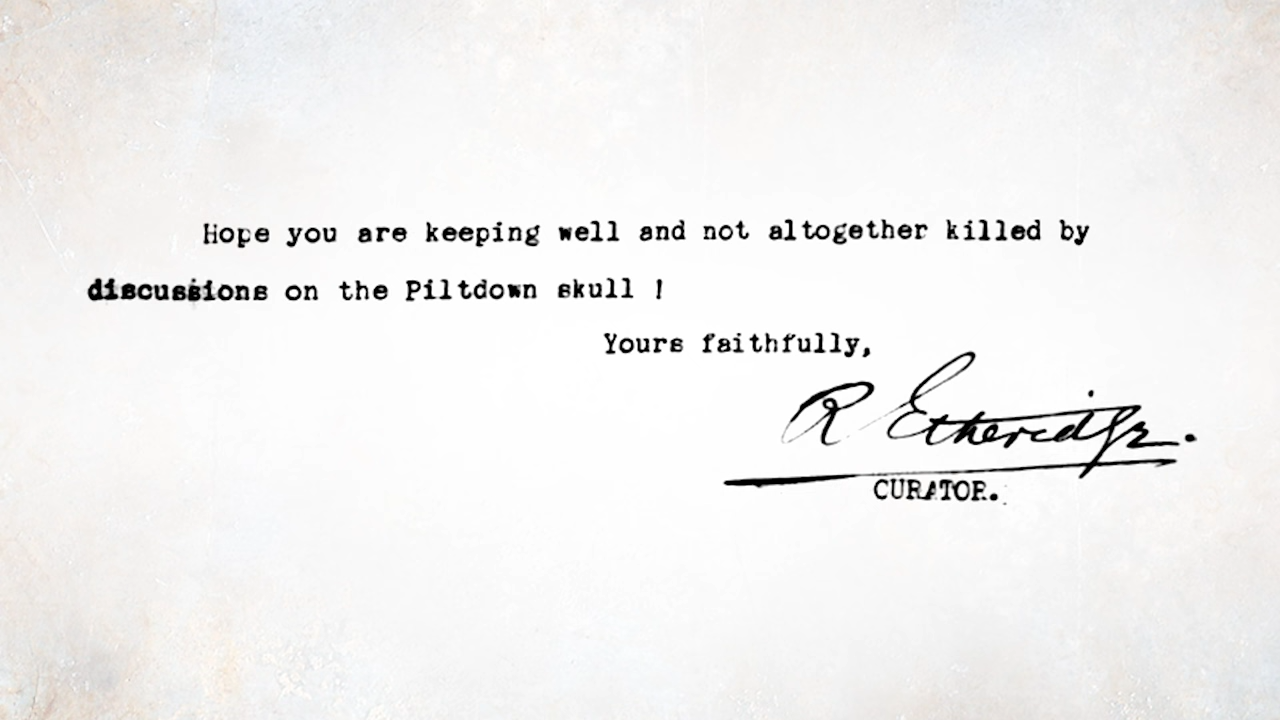 Hope you are keeping well and not altogether killed by
discussions on the Piltdown skull !
Yours faithfully,
R Etheridge.
CURATOR.